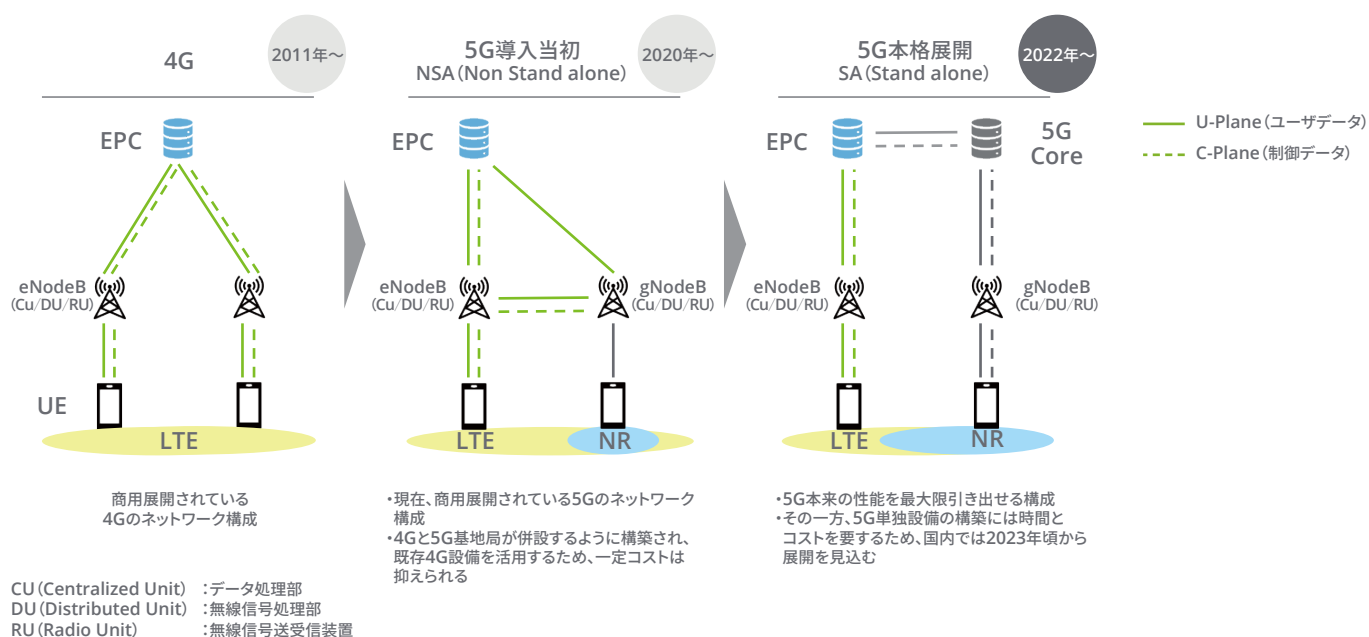 4G
2011年～
EPC
eNodeB
(Cu/DU/RU)
UE
LTE
商用展開されている
4Gのネットワーク構成
5G導入当初
NSA(Non Stand alone)
2020年～
EPC
eNodeB
(Cu/DU/RU)
gNodeB
(Cu/DU/RU)
LTE
NR
・現在、商用展開されている5Gのネットワーク
構成
・4Gと5G基地局が併設するように構築され、
既存4G設備を活用するため、一定コストは
抑えられる
5G本格展開
SA(Stand alone)
2022年～
EPC
5G
Core
eNodeB
(Cu/DU/RU)
gNodeB
(Cu/DU/RU)
LTE
NR
・5G本来の性能を最大限引き出せる構成
・その一方、5G単独設備の構築には時間と
コストを要するため、国内では2023年頃から
展開を見込む
U-Plane(ユーザデータ)
C-Plane(制御データ)
CU(Centralized Unit) ：データ処理部
DU(Distributed Unit) ：無線信号処理部
RU(Radio Unit) ：無線信号送受信装置